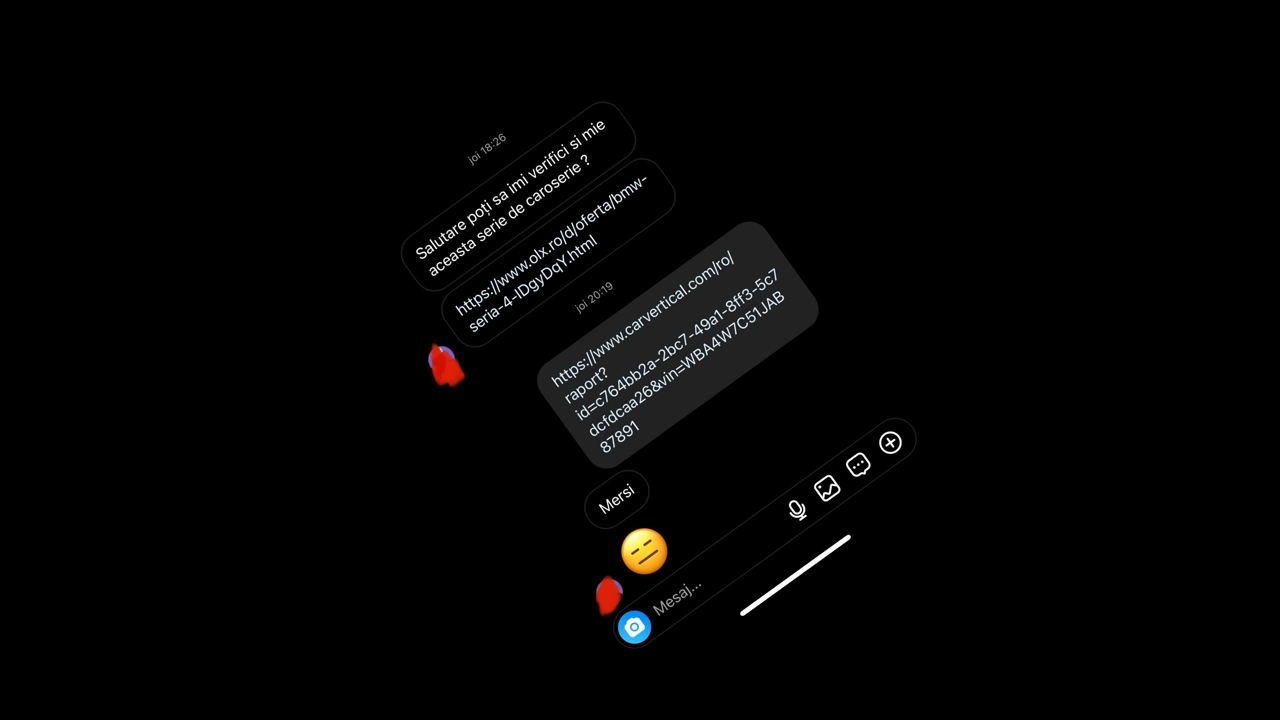 joi 18:26
Salutare poți sa imi verifici si mie
aceasta serie de caroserie ?
https://www.olx.ro/d/oferta/bmw-
seria-4-IDgyDqY.html
joi 20:19
https://www.carvertical.com/ro/
raport?
id=c764bb2a-2bc7-49a1-8ff3-5c7
dcfdcaa26&vin=WBA4W7C51JAB
87891
Mersi
Mesaj...